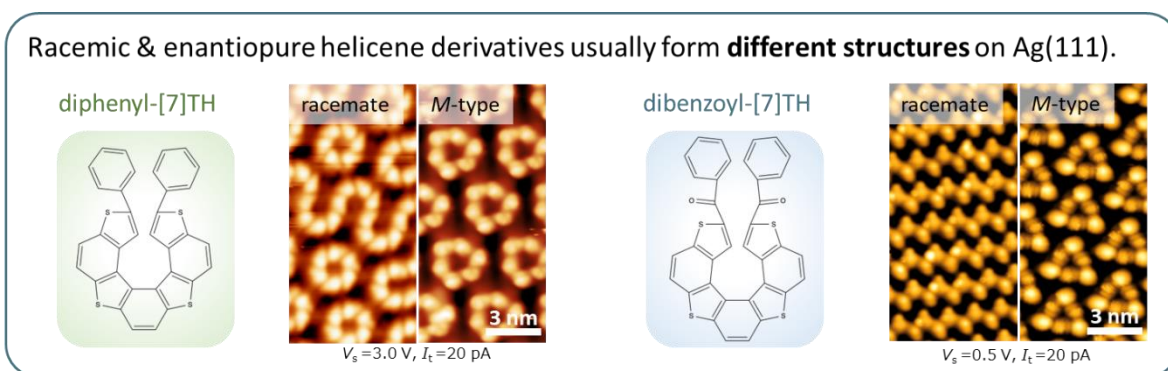 Racemic & enantiopure helicene derivatives usually form different structures on Ag(111).
diphenyl-[7]TH
racemate
M-type
S
S
S
S
3 nm
Vs=3.0 V, It=20 pA
dibenzoyl-[7]TH
racemate
M-type
O
O
S
S
S
S
3 nm
Vs=0.5 V, It=20 pA